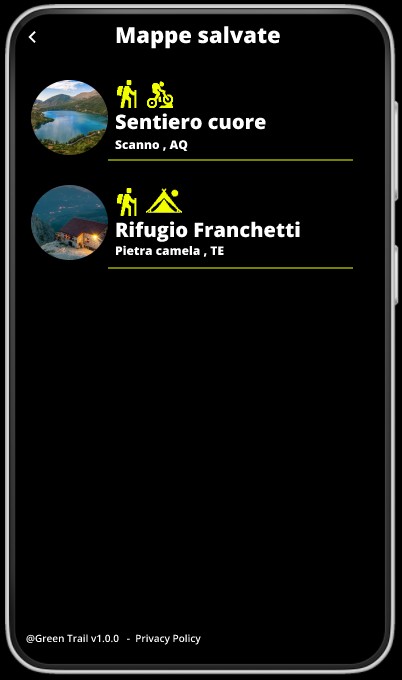 Mappe salvate
Sentiero cuore
Scanno , AQ
Rifugio Franchetti
Pietra camela , TE
@Green Trail v1.0.0 - Privacy Policy